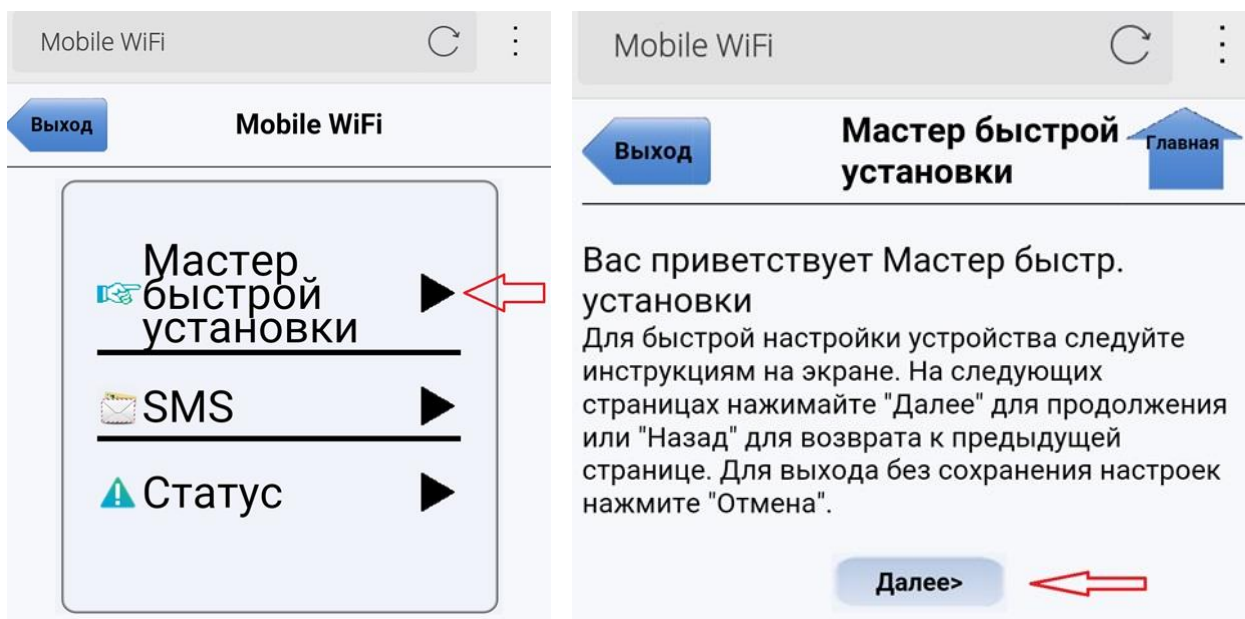 Mobile WiFi
Выход
Mobile WiFi
Мастер
быстрой
установки
SMS
Статус
Mobile WiFi
Выход
Мастер быстрой
установки
Главная
Вас приветствует Мастер быстр.
установки
Для быстрой настройки устройства следуйте
инструкциям на экране. На следующих
страницах нажимайте "Далее" для продолжения
или "Назад" для возврата к предыдущей
странице. Для выхода без сохранения настроек
нажмите "Отмена".
Далее>